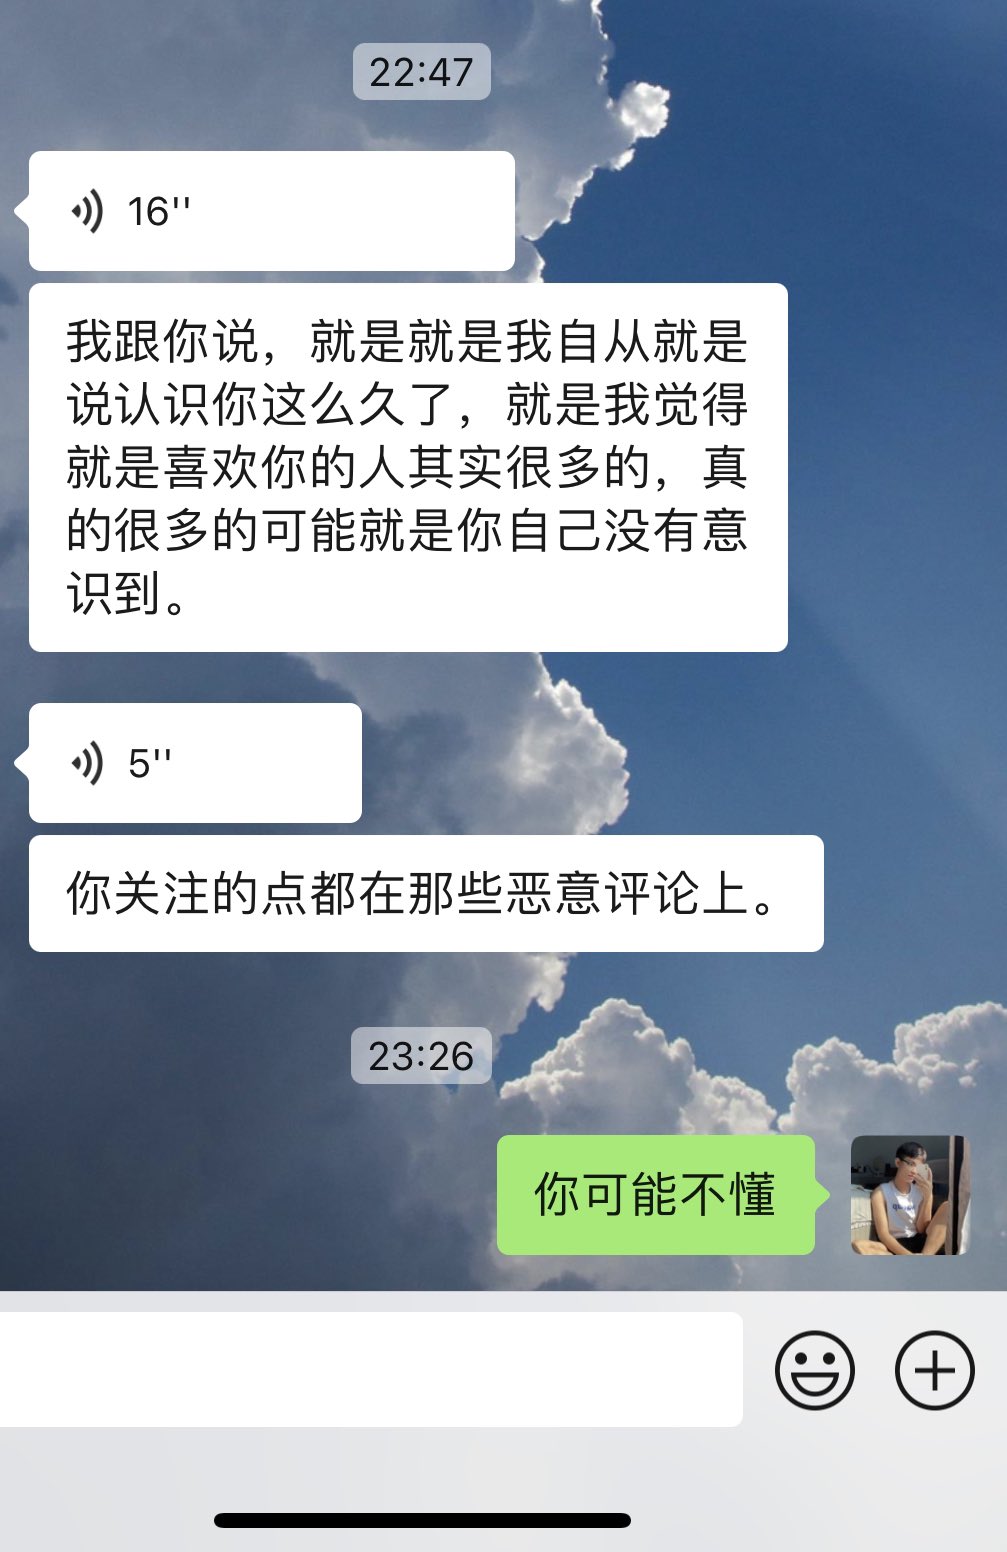 22:47
16''
我跟你说，就是就是我自从就是
说认识你这么久了，就是我觉得
就是喜欢你的人其实很多的，真
的很多的可能就是你自己没有意
识到。
5''
你关注的点都在那些恶意评论上。
23:26
你可能不懂